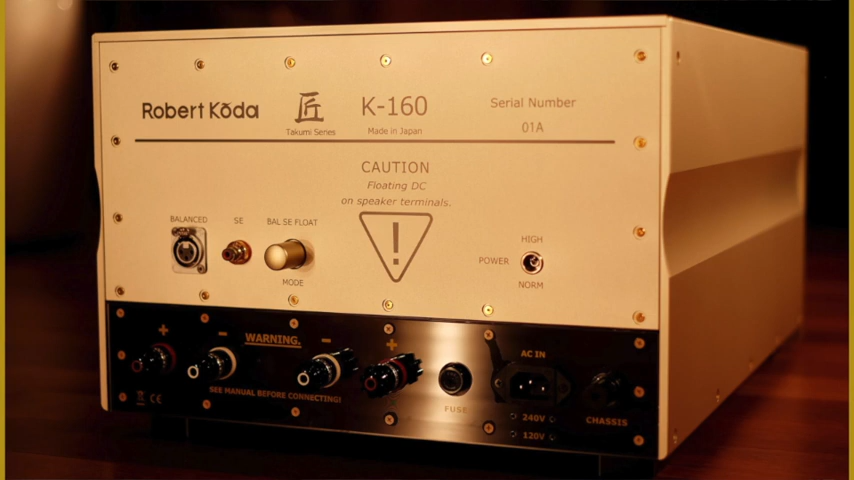 Robert Kōda
匠
Takumi Series
K-160
Made in Japan
Serial Number
01A
CAUTION
Floating DC
on speaker terminals.
!
BALANCED
SE
BAL SE FLOAT
MODE
HIGH
POWER
NORM
+
-
WARNING.
-
+
SEE MANUAL BEFORE CONNECTING!
CE
FUSE
AC IN
240V
120V
CHASSIS